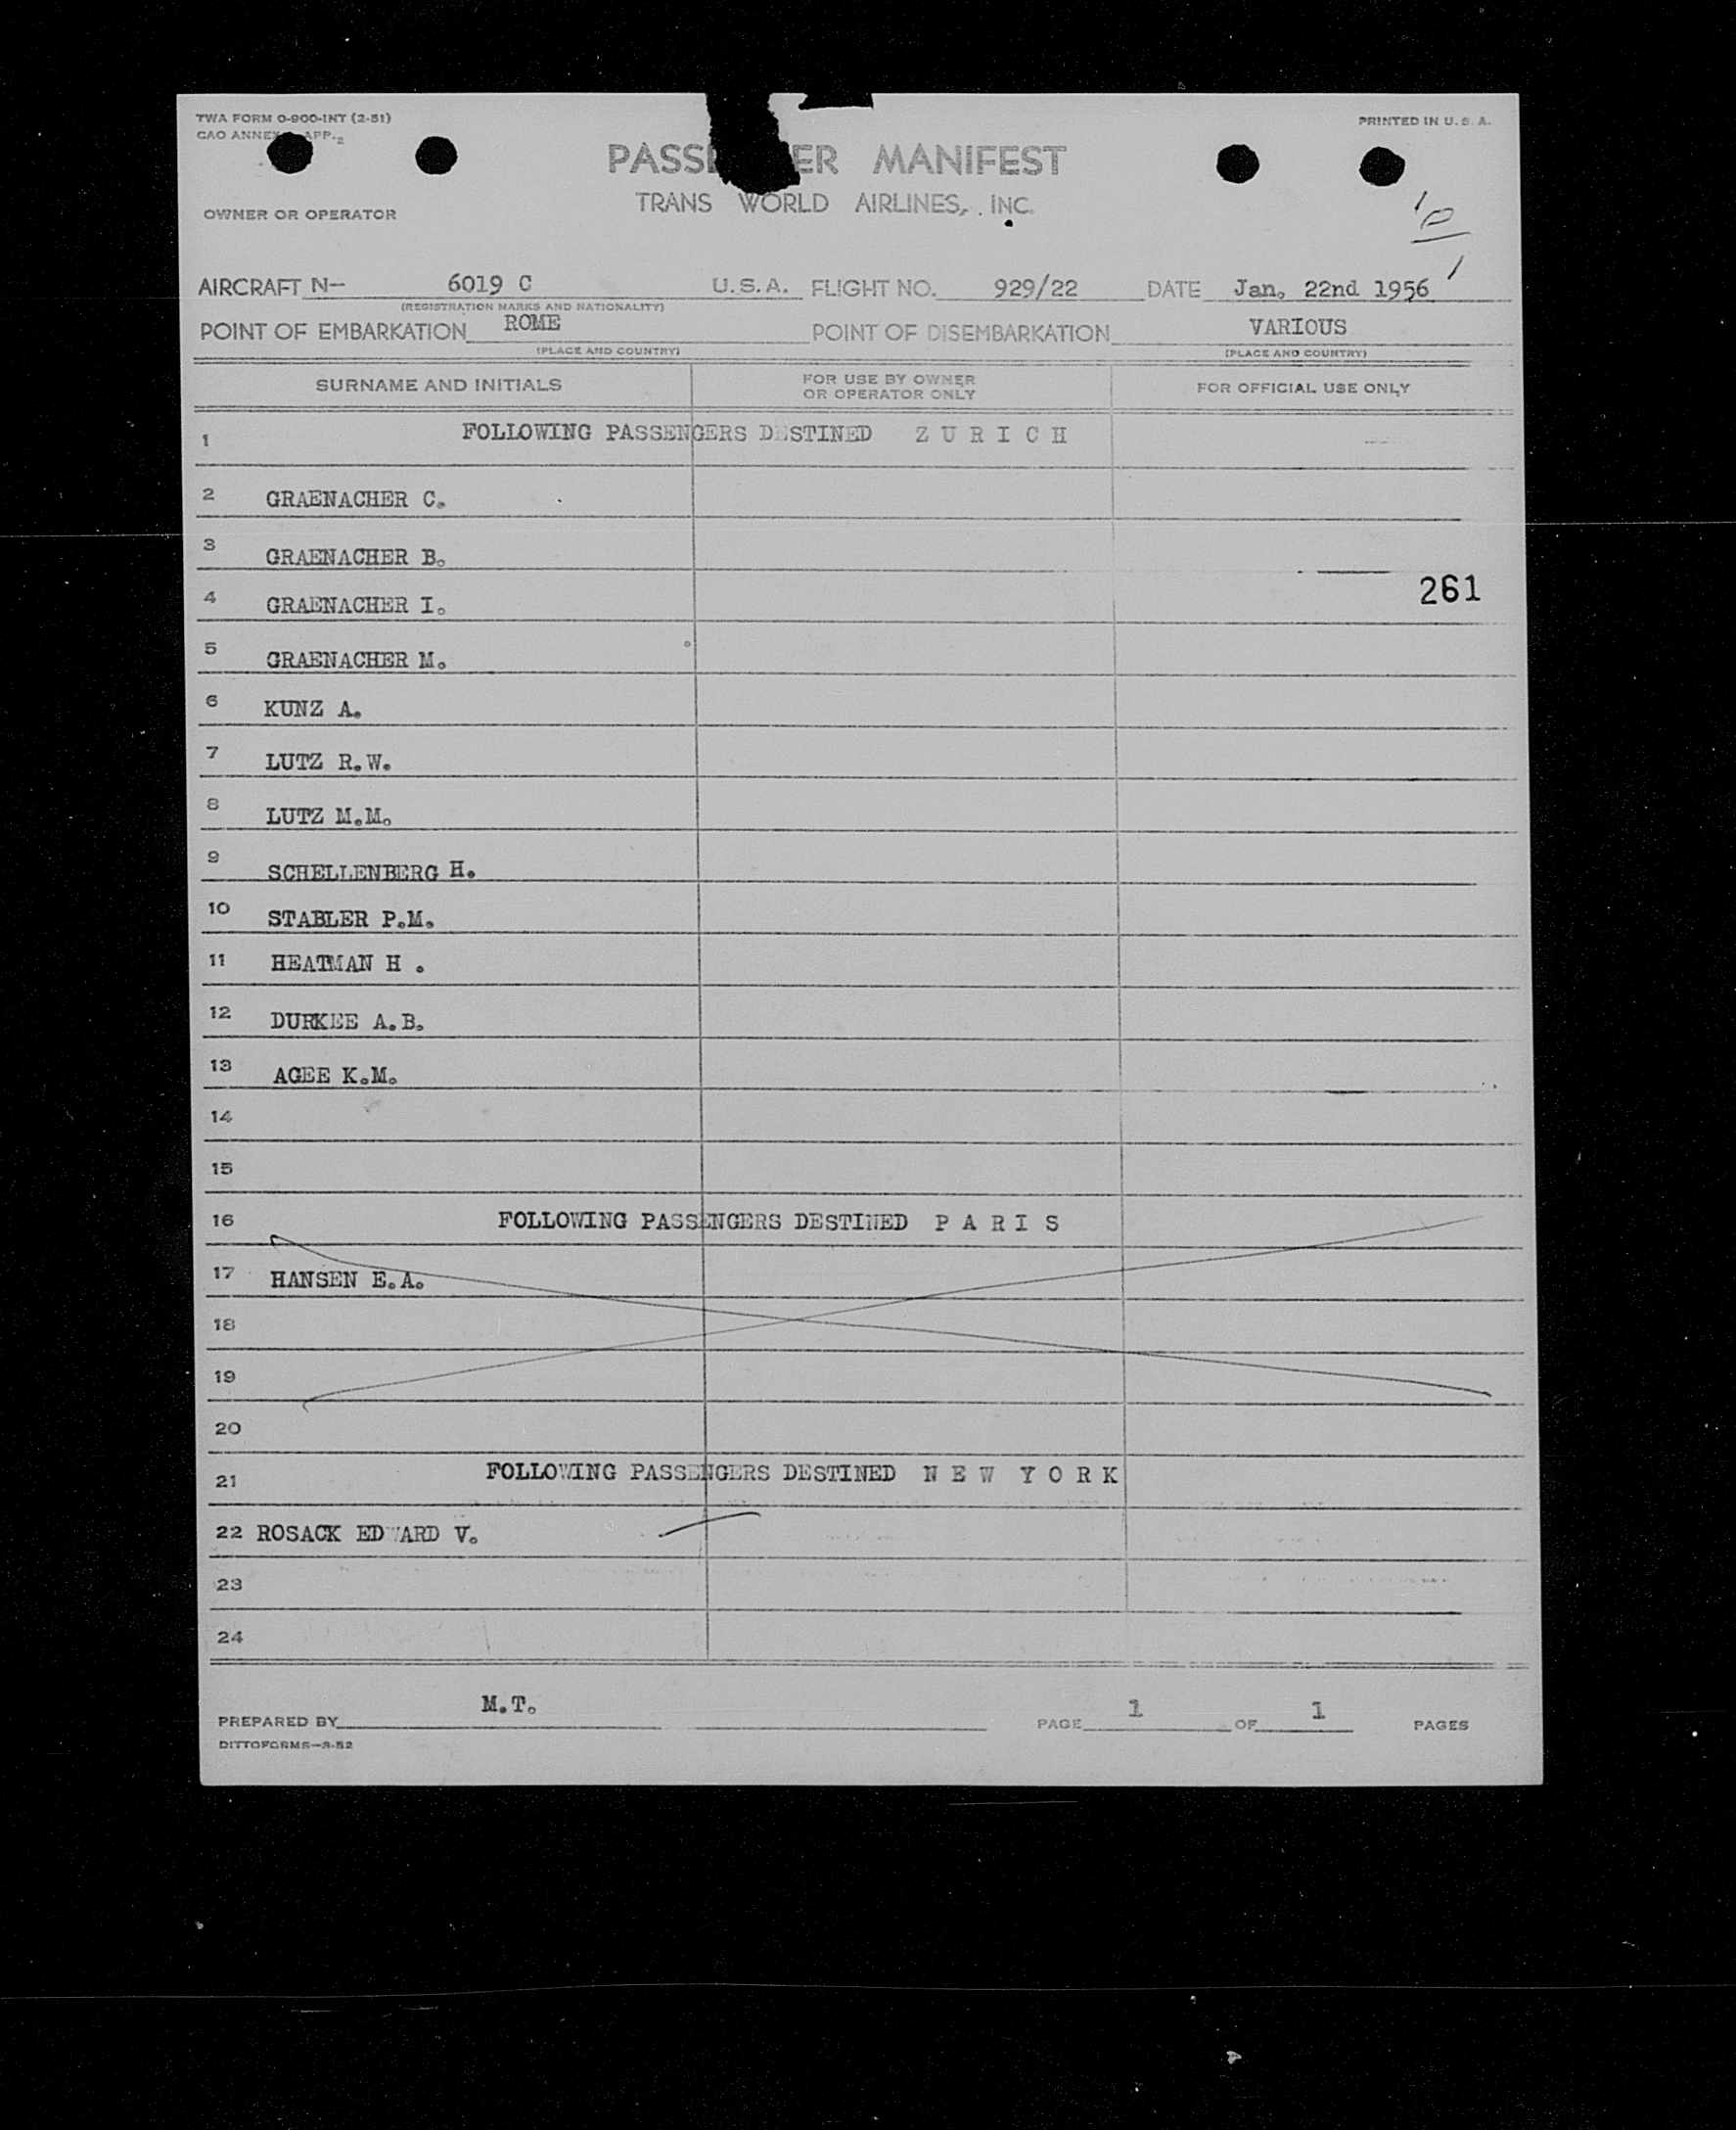 TWA FORM O-900-INT (2-51)
CAO ANNEX APP.
PRINTED IN U. S. A.
PASSENGER MANIFEST
TRANS WORLD AIRLINES, INC.
OWNER OR OPERATOR
AIRCRAFT N- 6019 C U.S.A. FLIGHT NO. 929/22 DATE Jan. 22nd 1956
(REGISTRATION MARKS AND NATIONALITY)
POINT OF EMBARKATION ROME POINT OF DISEMBARKATION VARIOUS
(PLACE AND COUNTRY) (PLACE AND COUNTRY)
SURNAME AND INITIALS FOR USE BY OWNER OR OPERATOR ONLY FOR OFFICIAL USE ONLY
1 FOLLOWING PASSENGERS DESTINED Z U R I C H
2 GRAENACHER C.
3 GRAENACHER B.
261
4 GRAENACHER I.
5 GRAENACHER M.
6 KUNZ A.
7 LUTZ R.W.
8 LUTZ M.M.
9 SCHELLENBERG H.
10 STABLER P.M.
11 HEATMAN H .
12 DURKEE A.B.
13 AGEE K.M.
14
15
16 FOLLOWING PASSENGERS DESTINED P A R I S
17 HANSEN E.A.
18
19
20
21 FOLLOWING PASSENGERS DESTINED N E W Y O R K
22 ROSACK EDWARD V.
23
24
PREPARED BY M.T. PAGE 1 OF 1 PAGES
DITTOFORMS-3-52